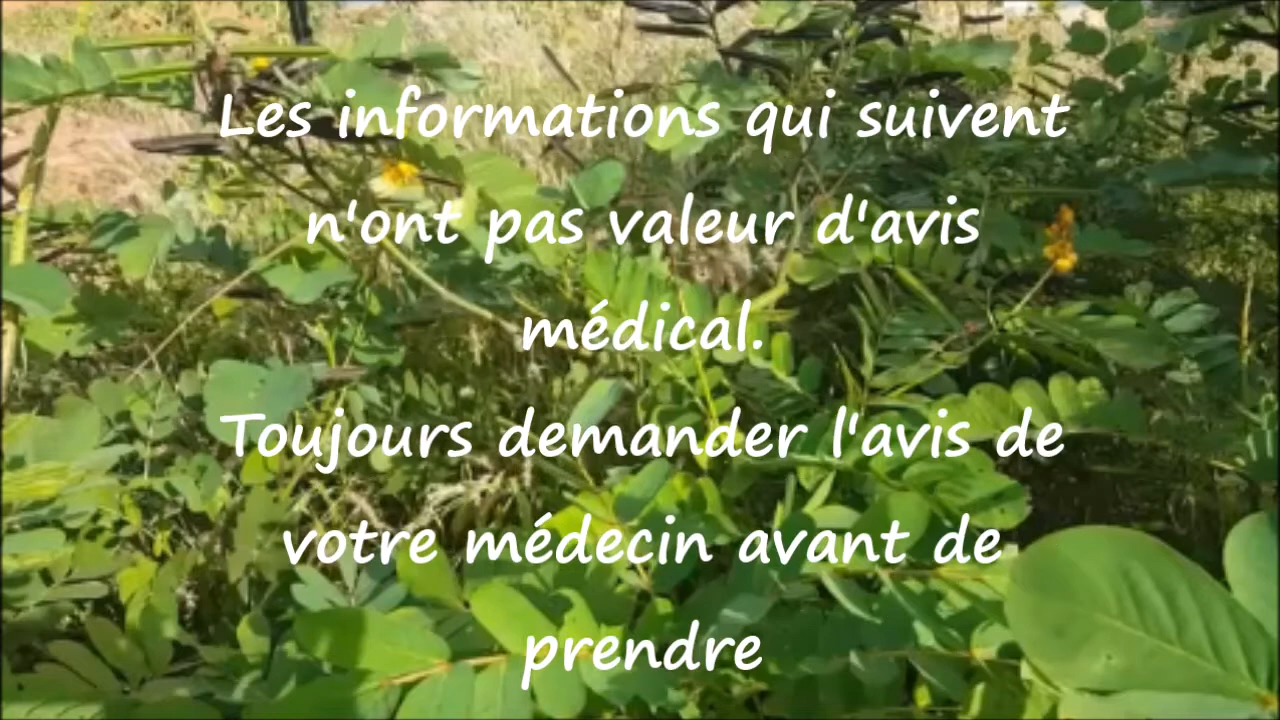 Les informations qui suivent
n'ont pas valeur d'avis
médical.
Toujours demander l'avis de
votre médecin avant de
prendre